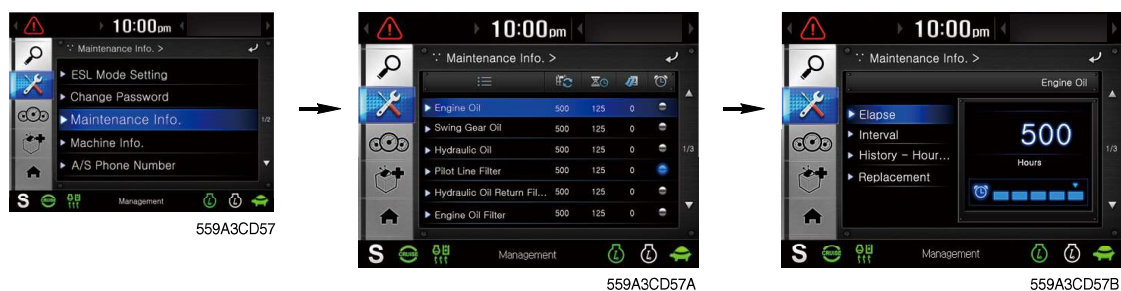 10:00pm
Maintenance Info. >
ESL Mode Setting
Change Password
Maintenance Info.
1/2
Machine Info.
A/S Phone Number
S CRUISE Management
559A3CD57
10:00pm
Maintenance Info. >
Engine Oil 500 125 0
Swing Gear Oil 500 125 0
Hydraulic Oil 500 125 0
1/3
Pilot Line Filter 500 125 0
Hydraulic Oil Return Fil... 500 125 0
Engine Oil Filter 500 125 0
S CRUISE Management
559A3CD57A
10:00pm
Maintenance Info. >
Engine Oil
Elapse
Interval
History - Hour...
Replacement
500
Hours
1/3
S CRUISE Management
559A3CD57B